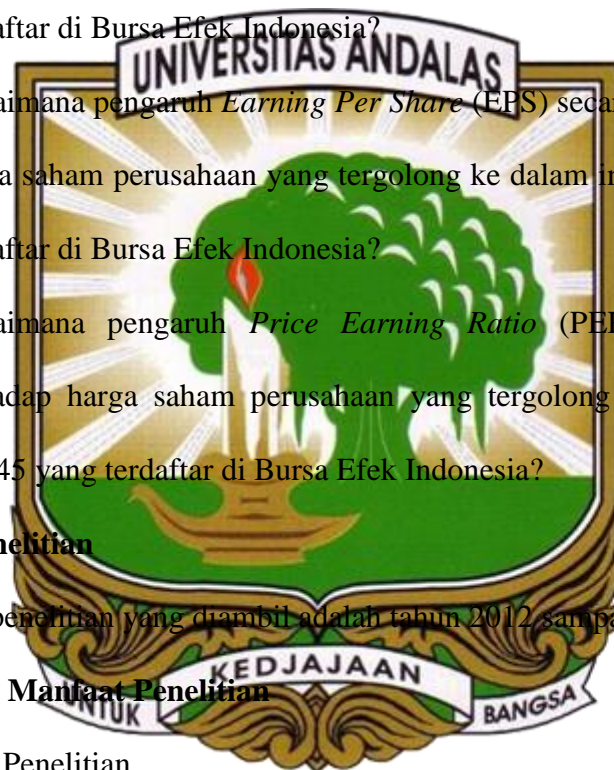 aftar di Bursa Efek Indonesia?
UNIVERSITAS ANDALAS
aimana pengaruh Earning Per Share (EPS) secar
a saham perusahaan yang tergolong ke dalam in
aftar di Bursa Efek Indonesia?
aimana pengaruh Price Earning Ratio (PE
adap harga saham perusahaan yang tergolong
45 yang terdaftar di Bursa Efek Indonesia?
nelitian
penelitian yang diambil adalah tahun 2012 sampa
Manfaat Penelitian
UNTUK KEDJAJAAN BANGSA
Penelitian